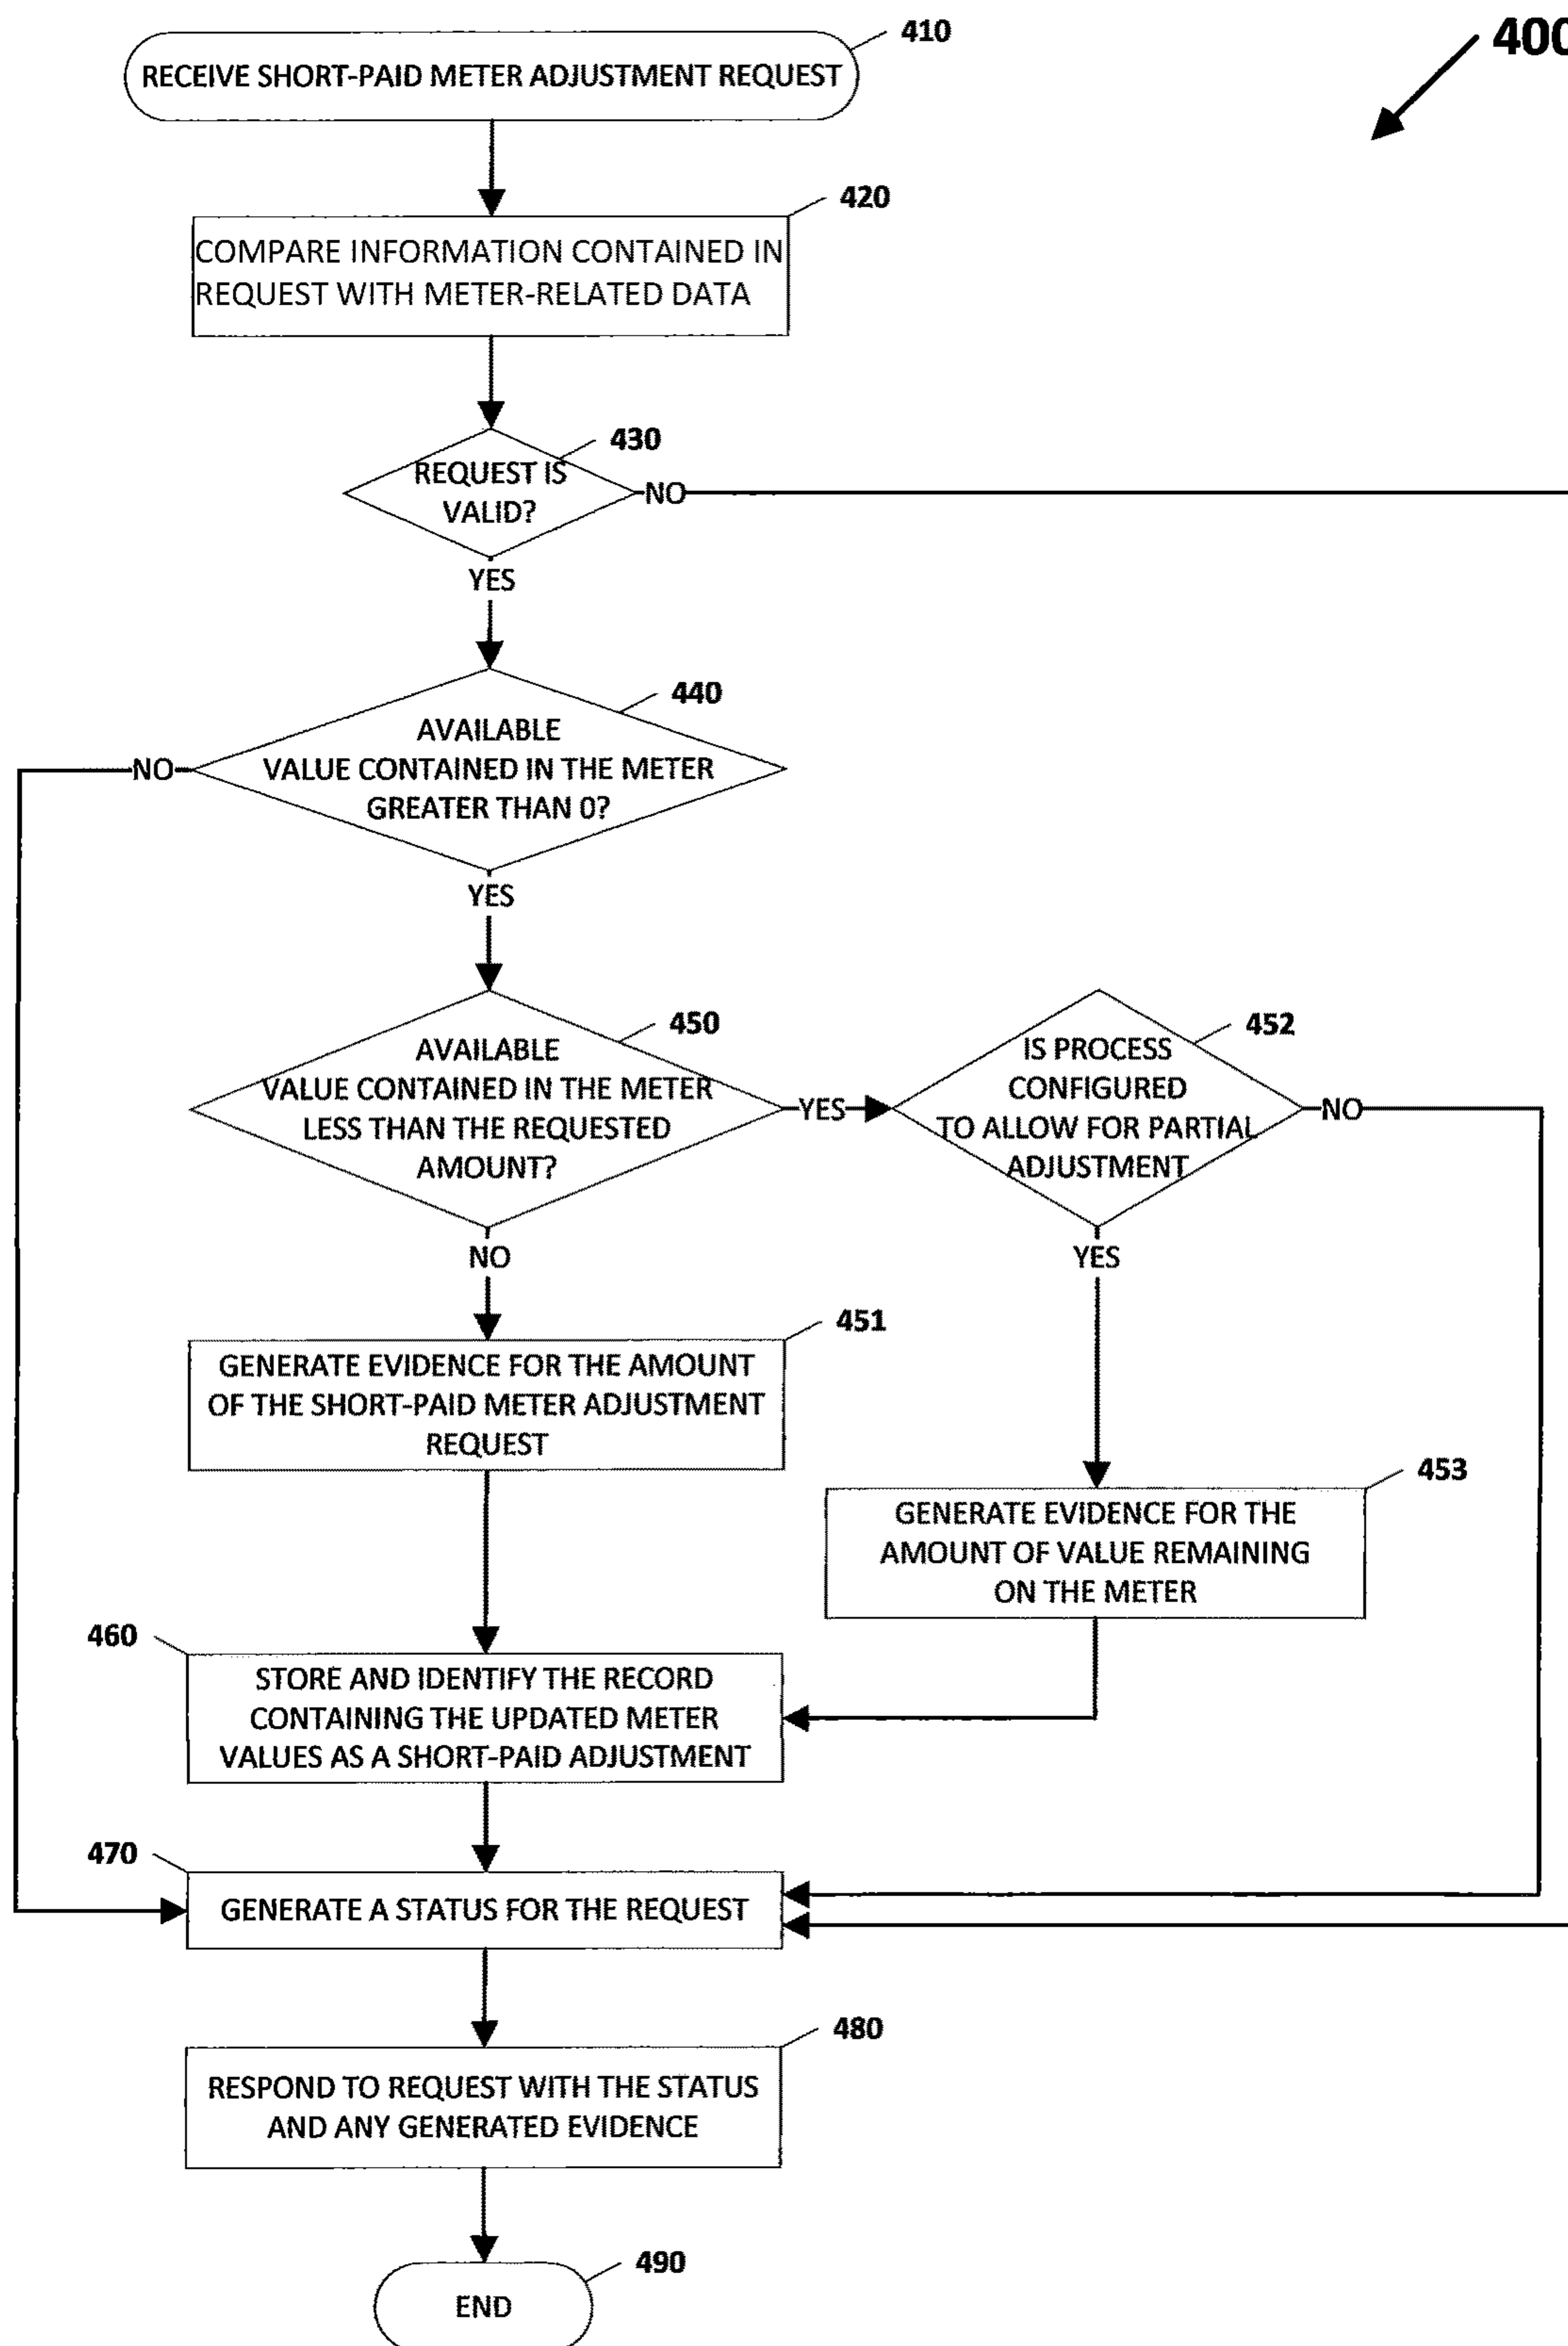 400
410
RECEIVE SHORT-PAID METER ADJUSTMENT REQUEST
420
COMPARE INFORMATION CONTAINED IN
REQUEST WITH METER-RELATED DATA
430
REQUEST IS
VALID?
NO
YES
440
AVAILABLE
VALUE CONTAINED IN THE METER
GREATER THAN 0?
NO
YES
450
AVAILABLE
VALUE CONTAINED IN THE METER
LESS THAN THE REQUESTED
AMOUNT?
YES
452
IS PROCESS
CONFIGURED
TO ALLOW FOR PARTIAL
ADJUSTMENT
NO
NO
YES
451
GENERATE EVIDENCE FOR THE AMOUNT
OF THE SHORT-PAID METER ADJUSTMENT
REQUEST
453
GENERATE EVIDENCE FOR THE
AMOUNT OF VALUE REMAINING
ON THE METER
460
STORE AND IDENTIFY THE RECORD
CONTAINING THE UPDATED METER
VALUES AS A SHORT-PAID ADJUSTMENT
470
GENERATE A STATUS FOR THE REQUEST
480
RESPOND TO REQUEST WITH THE STATUS
AND ANY GENERATED EVIDENCE
490
END